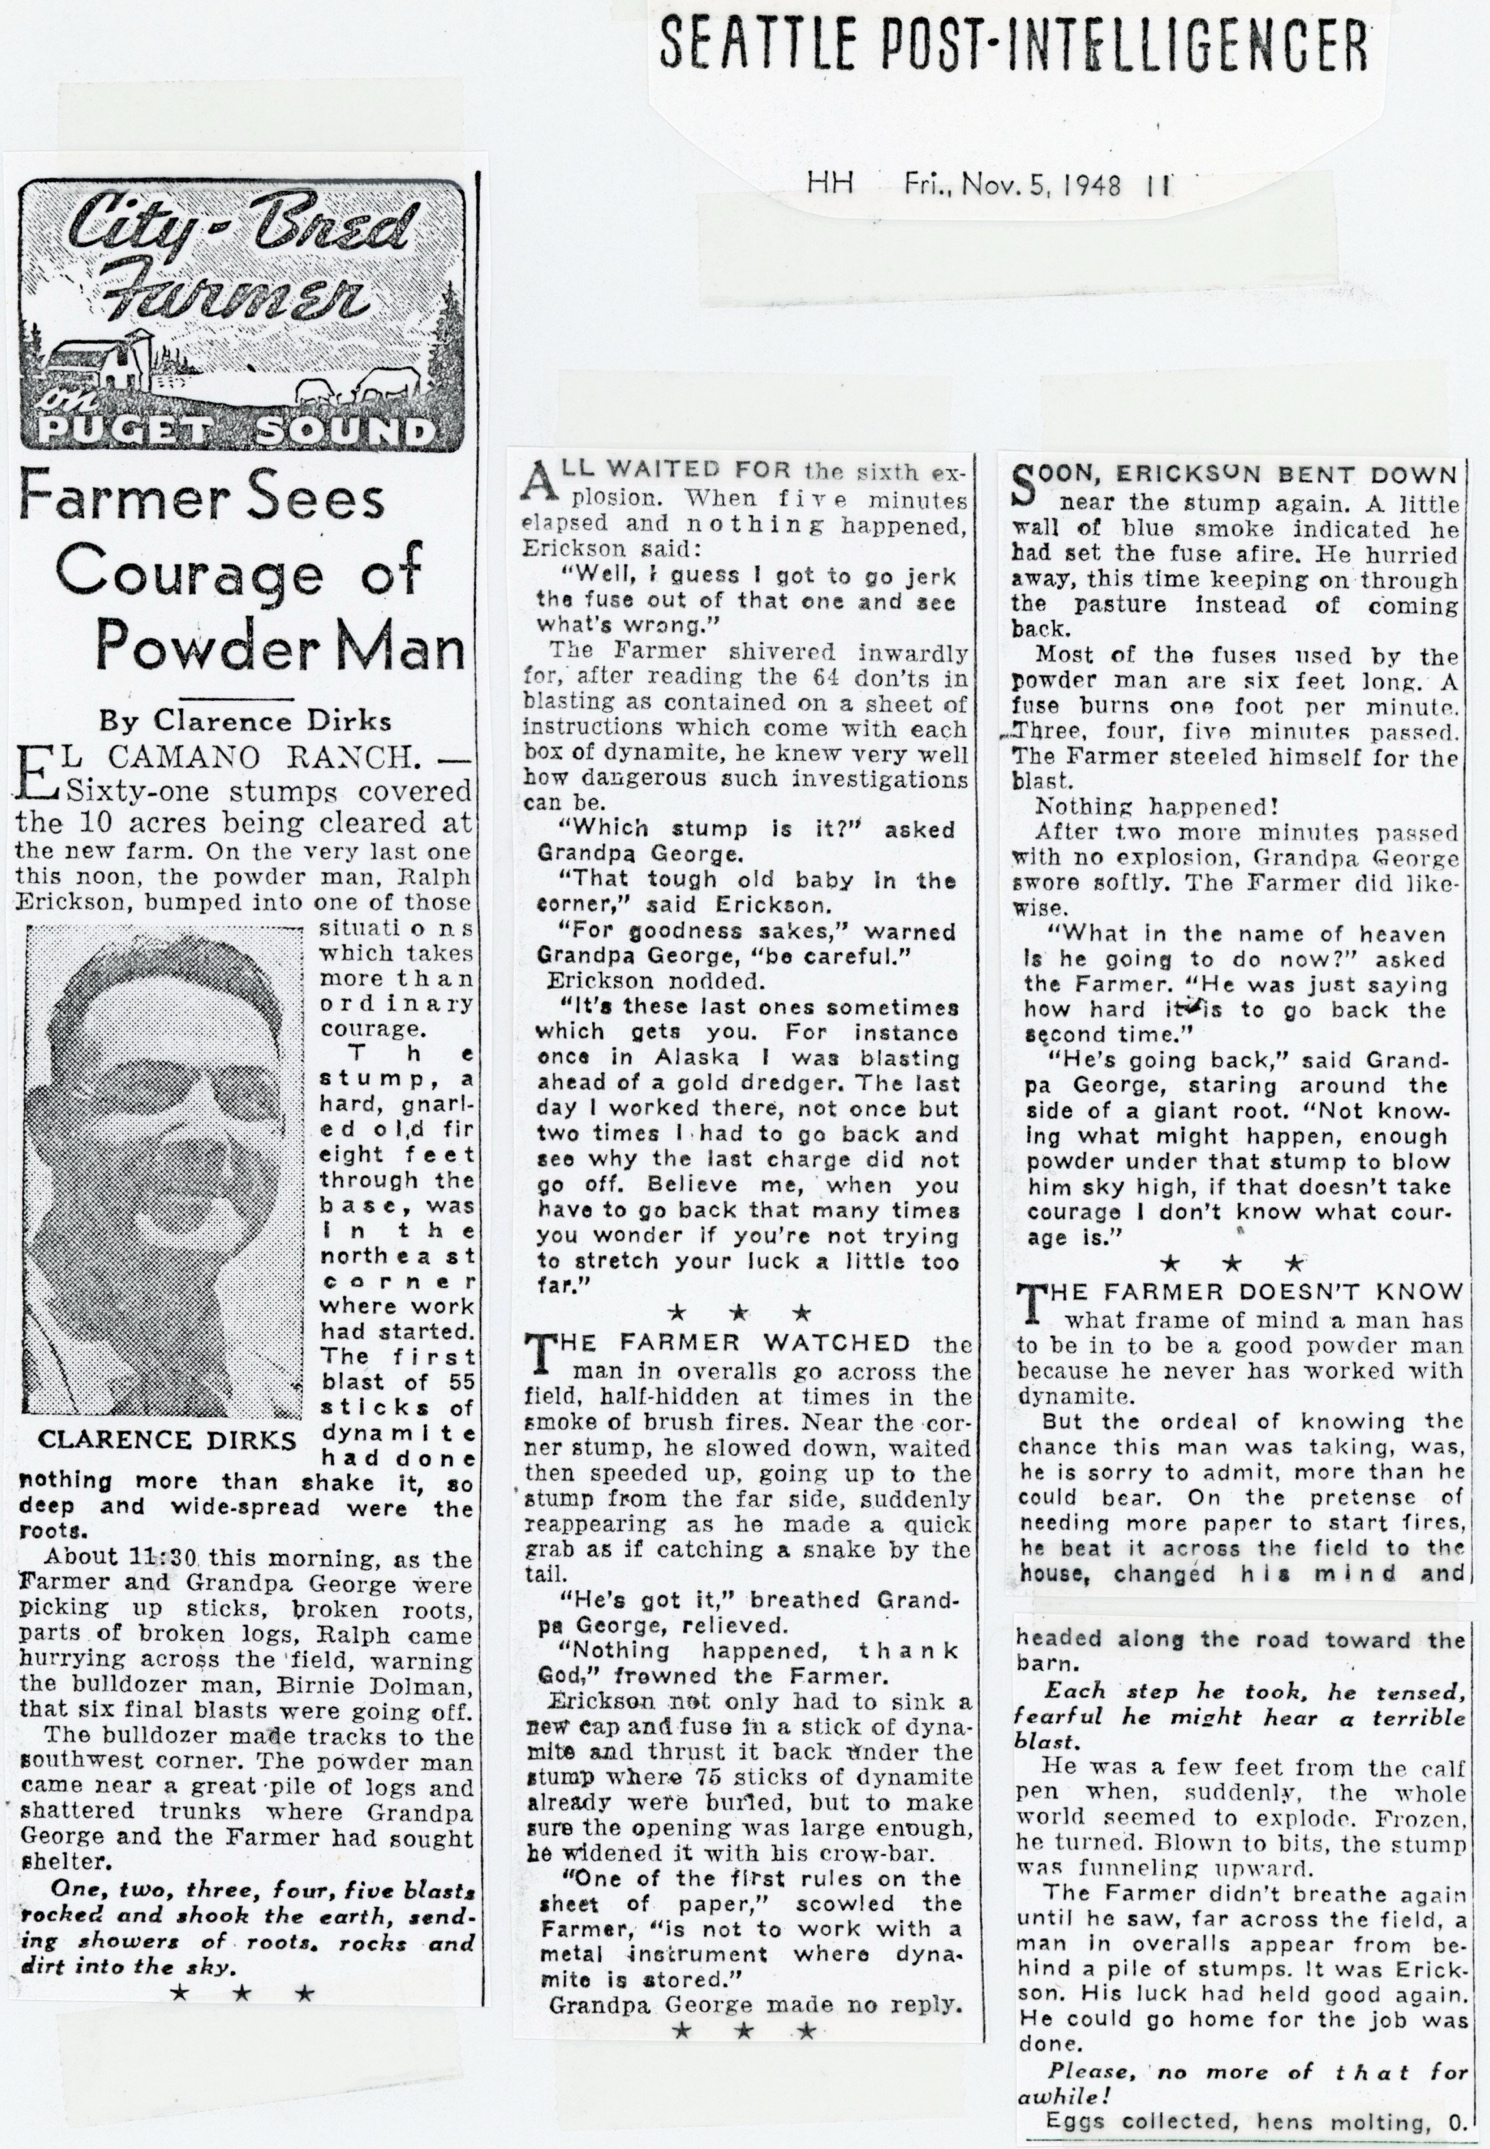 SEATTLE POST-INTELLIGENCER
HH Fri., Nov. 5, 1948 11
City-Bred
Farmer
on
PUGET SOUND
Farmer Sees
Courage of
Powder Man
By Clarence Dirks
EL CAMANO RANCH. —
Sixty-one stumps covered
the 10 acres being cleared at
the new farm. On the very last one
this noon, the powder man, Ralph
Erickson, bumped into one of those
situations
which takes
more than
ordinary
courage.
The
stump, a
hard, gnarl-
ed old fir
eight feet
through the
base, was
in the
northeast
corner
where work
had started.
The first
blast of 55
sticks of
dynamite
had done
CLARENCE DIRKS
nothing more than shake it, so
deep and wide-spread were the
roots.
About 11:30 this morning, as the
Farmer and Grandpa George were
picking up sticks, broken roots,
parts of broken logs, Ralph came
hurrying across the field, warning
the bulldozer man, Birnie Dolman,
that six final blasts were going off.
The bulldozer made tracks to the
southwest corner. The powder man
came near a great pile of logs and
shattered trunks where Grandpa
George and the Farmer had sought
shelter.
One, two, three, four, five blasts
rocked and shook the earth, send-
ing showers of roots, rocks and
dirt into the sky.
★ ★ ★
ALL WAITED FOR the sixth ex-
plosion. When five minutes
elapsed and nothing happened,
Erickson said:
"Well, I guess I got to go jerk
the fuse out of that one and see
what's wrong."
The Farmer shivered inwardly
for, after reading the 64 don'ts in
blasting as contained on a sheet of
instructions which come with each
box of dynamite, he knew very well
how dangerous such investigations
can be.
"Which stump is it?" asked
Grandpa George.
"That tough old baby in the
corner," said Erickson.
"For goodness sakes," warned
Grandpa George, "be careful."
Erickson nodded.
"It's these last ones sometimes
which gets you. For instance
once in Alaska I was blasting
ahead of a gold dredger. The last
day I worked there, not once but
two times I had to go back and
see why the last charge did not
go off. Believe me, when you
have to go back that many times
you wonder if you're not trying
to stretch your luck a little too
far."
★ ★ ★
THE FARMER WATCHED the
man in overalls go across the
field, half-hidden at times in the
smoke of brush fires. Near the cor-
ner stump, he slowed down, waited
then speeded up, going up to the
stump from the far side, suddenly
reappearing as he made a quick
grab as if catching a snake by the
tail.
"He's got it," breathed Grand-
pa George, relieved.
"Nothing happened, thank
God," frowned the Farmer.
Erickson not only had to sink a
new cap and fuse in a stick of dyna-
mite and thrust it back under the
stump where 75 sticks of dynamite
already were buried, but to make
sure the opening was large enough,
he widened it with his crow-bar.
"One of the first rules on the
sheet of paper," scowled the
Farmer, "is not to work with a
metal instrument where dyna-
mite is stored."
Grandpa George made no reply.
★ ★ ★
SOON, ERICKSON BENT DOWN
near the stump again. A little
wall of blue smoke indicated he
had set the fuse afire. He hurried
away, this time keeping on through
the pasture instead of coming
back.
Most of the fuses used by the
powder man are six feet long. A
fuse burns one foot per minute.
Three, four, five minutes passed.
The Farmer steeled himself for the
blast.
Nothing happened!
After two more minutes passed
with no explosion, Grandpa George
swore softly. The Farmer did like-
wise.
"What in the name of heaven
is he going to do now?" asked
the Farmer. "He was just saying
how hard it is to go back the
second time."
"He's going back," said Grand-
pa George, staring around the
side of a giant root. "Not know-
ing what might happen, enough
powder under that stump to blow
him sky high, if that doesn't take
courage I don't know what cour-
age is."
★ ★ ★
THE FARMER DOESN'T KNOW
what frame of mind a man has
to be in to be a good powder man
because he never has worked with
dynamite.
But the ordeal of knowing the
chance this man was taking, was,
he is sorry to admit, more than he
could bear. On the pretense of
needing more paper to start fires,
he beat it across the field to the
house, changed his mind and
headed along the road toward the
barn.
Each step he took, he tensed,
fearful he might hear a terrible
blast.
He was a few feet from the calf
pen when, suddenly, the whole
world seemed to explode. Frozen,
he turned. Blown to bits, the stump
was funneling upward.
The Farmer didn't breathe again
until he saw, far across the field, a
man in overalls appear from be-
hind a pile of stumps. It was Erick-
son. His luck had held good again.
He could go home for the job was
done.
Please, no more of that for
awhile!
Eggs collected, hens molting, 0.